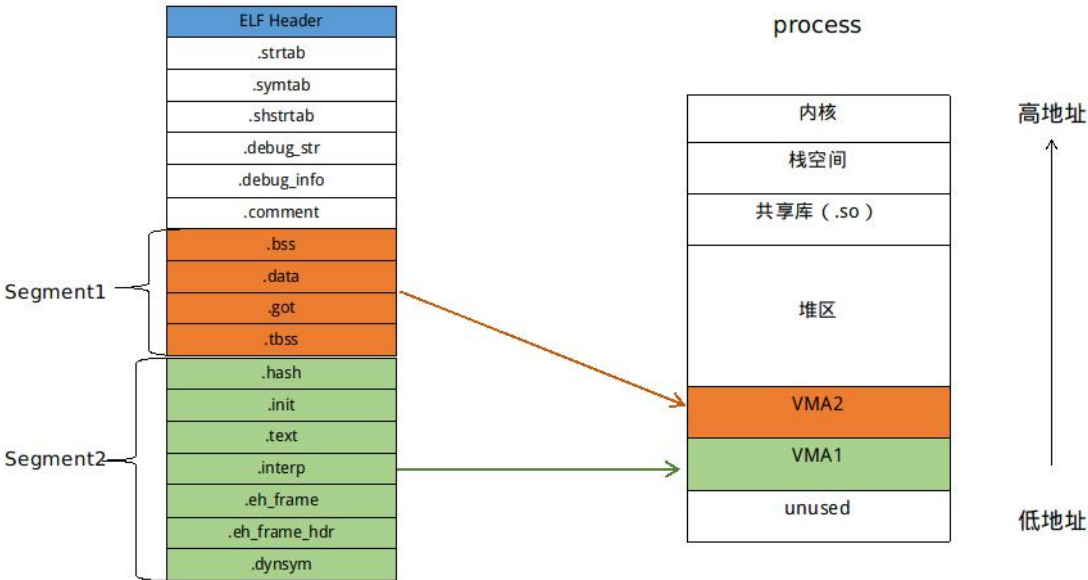 ELF Header
.strtab
.symtab
.shstrtab
.debug_str
.debug_info
.comment
.bss
.data
.got
.tbss
.hash
.init
.text
.interp
.eh_frame
.eh_frame_hdr
.dynsym
Segment1
Segment2
process
内核
栈空间
共享库（.so）
堆区
VMA2
VMA1
unused
高地址
低地址